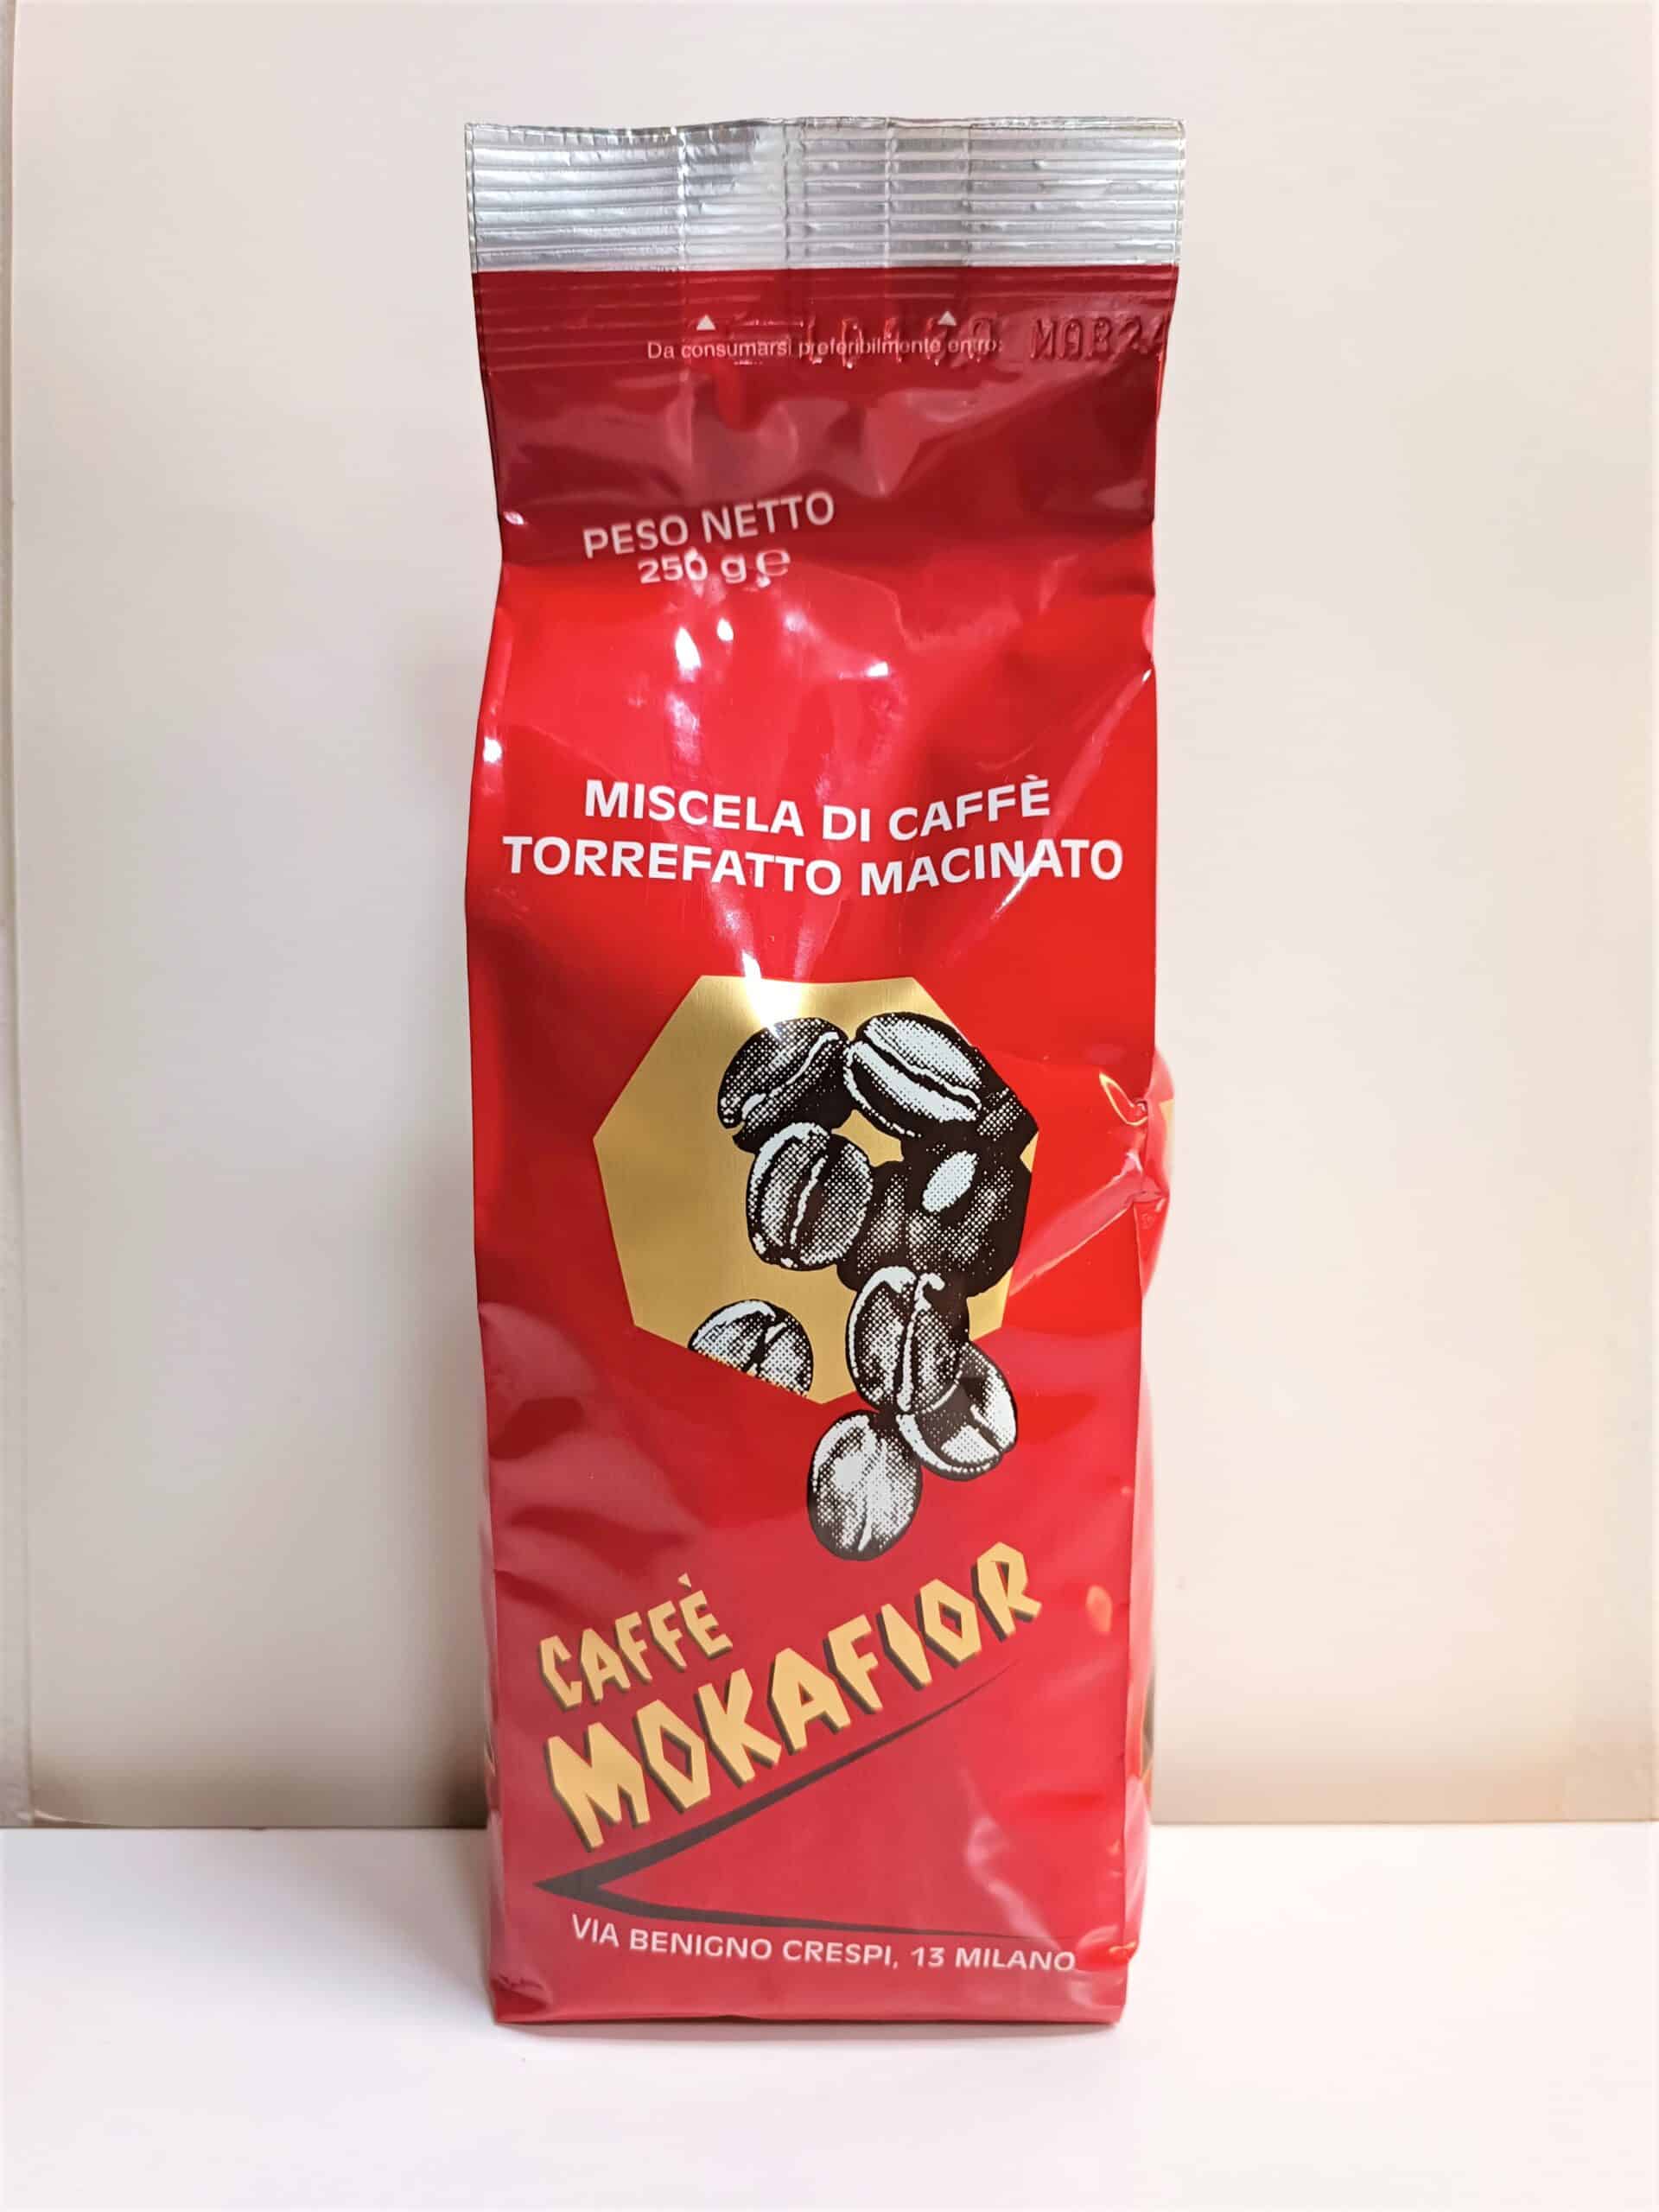 Da consumarsi preferibilmente entro:
PESO NETTO
250 g ℮
MISCELA DI CAFFÈ
TORREFATTO MACINATO
CAFFÈ
MOKAFIOR
VIA BENIGNO CRESPI, 13 MILANO